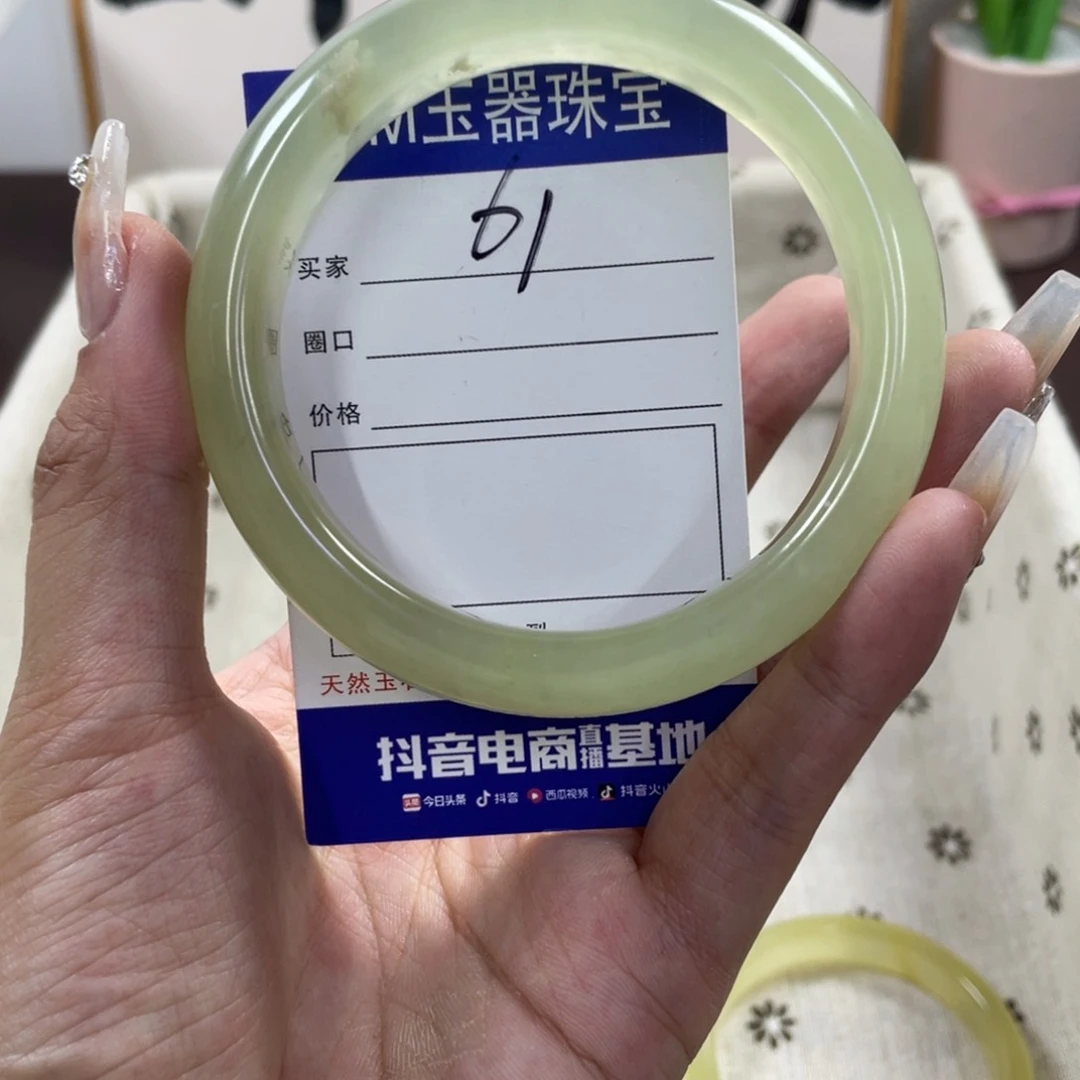 M玉器珠宝
61
买家
圈口
价格
天然玉
抖音电商直播基地
今日头条 抖音 西瓜视频 抖音火山